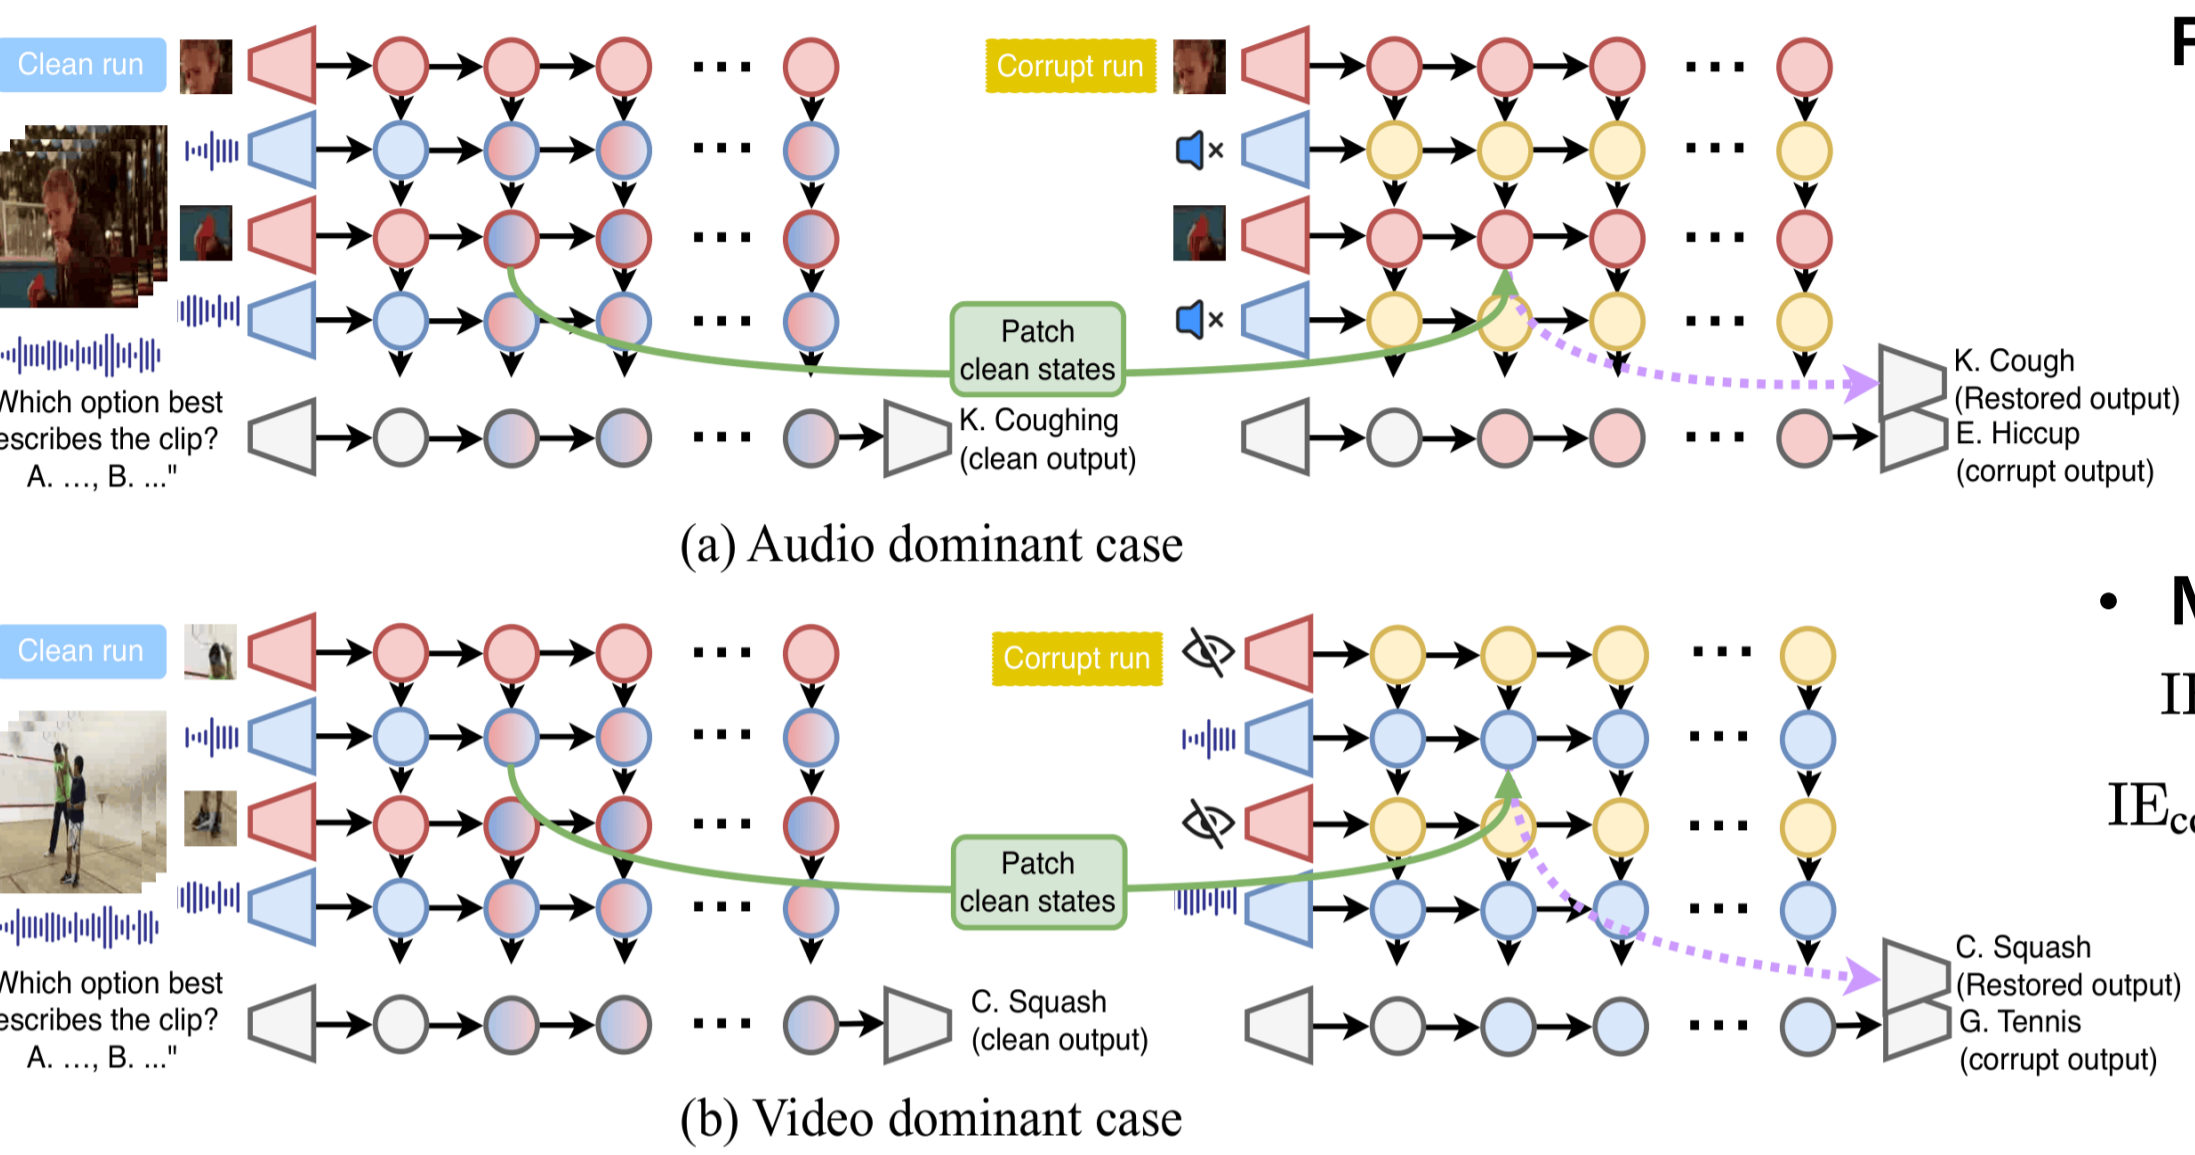 Clean run
Corrupt run
Patch
clean states
Which option best
escribes the clip?
A. ..., B. ..."
K. Coughing
(clean output)
K. Cough
(Restored output)
E. Hiccup
(corrupt output)
(a) Audio dominant case
Clean run
Corrupt run
Patch
clean states
Which option best
escribes the clip?
A. ..., B. ..."
C. Squash
(clean output)
C. Squash
(Restored output)
G. Tennis
(corrupt output)
(b) Video dominant case